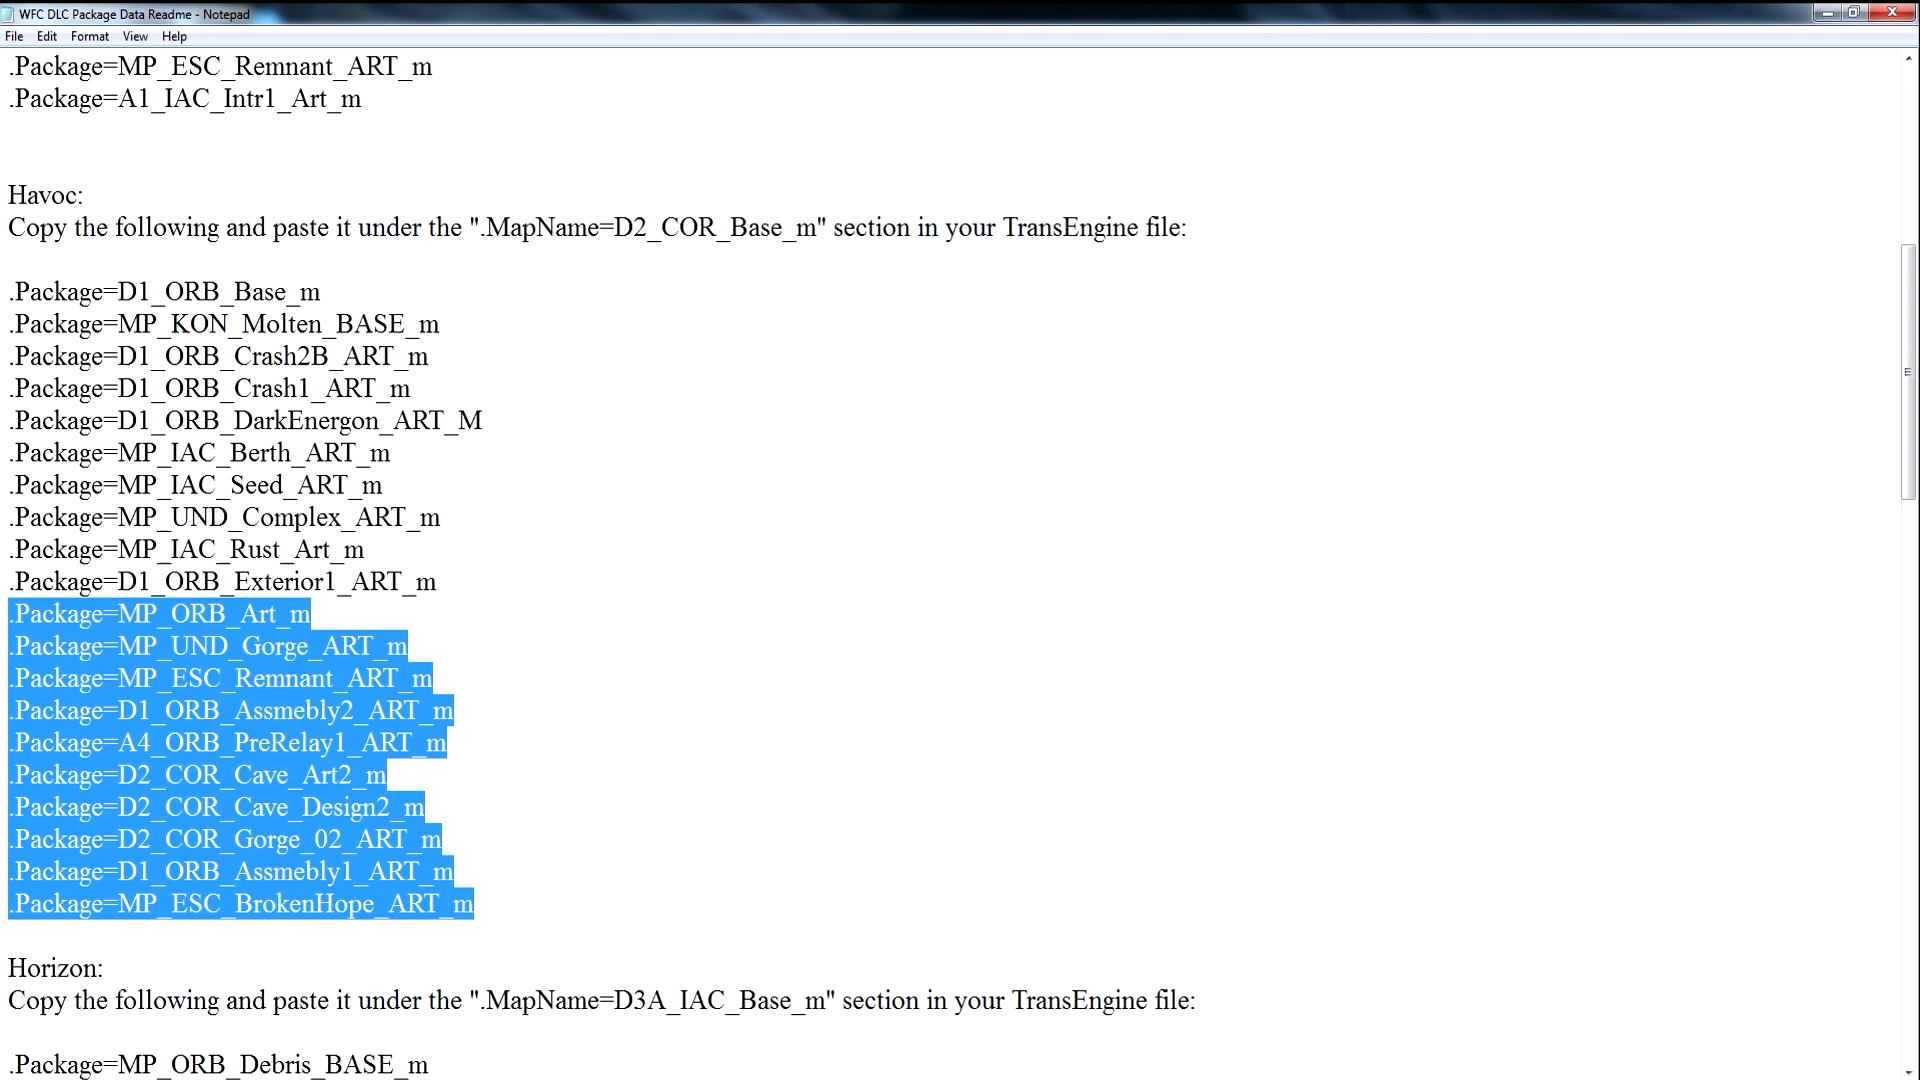 WFC DLC Package Data Readme - Notepad
File Edit Format View Help
.Package=MP_ESC_Remnant_ART_m
.Package=A1_IAC_Intr1_Art_m
Havoc:
Copy the following and paste it under the ".MapName=D2_COR_Base_m" section in your TransEngine file:
.Package=D1_ORB_Base_m
.Package=MP_KON_Molten_BASE_m
.Package=D1_ORB_Crash2B_ART_m
.Package=D1_ORB_Crash1_ART_m
.Package=D1_ORB_DarkEnergon_ART_M
.Package=MP_IAC_Berth_ART_m
.Package=MP_IAC_Seed_ART_m
.Package=MP_UND_Complex_ART_m
.Package=MP_IAC_Rust_Art_m
.Package=D1_ORB_Exterior1_ART_m
.Package=MP_ORB_Art_m
.Package=MP_UND_Gorge_ART_m
.Package=MP_ESC_Remnant_ART_m
.Package=D1_ORB_Assmebly2_ART_m
.Package=A4_ORB_PreRelay1_ART_m
.Package=D2_COR_Cave_Art2_m
.Package=D2_COR_Cave_Design2_m
.Package=D2_COR_Gorge_02_ART_m
.Package=D1_ORB_Assmebly1_ART_m
.Package=MP_ESC_BrokenHope_ART_m
Horizon:
Copy the following and paste it under the ".MapName=D3A_IAC_Base_m" section in your TransEngine file:
.Package=MP_ORB_Debris_BASE_m